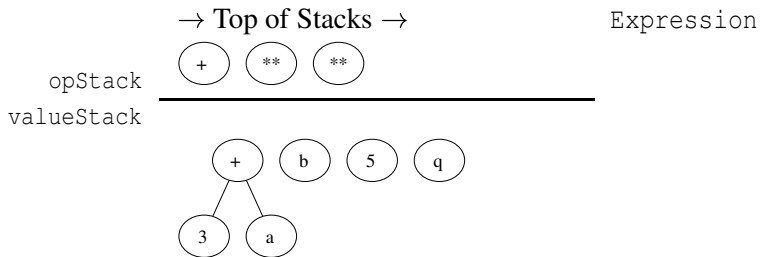 → Top of Stacks → Expression
+ ** **
opStack
valueStack
+ b 5 q
3 a